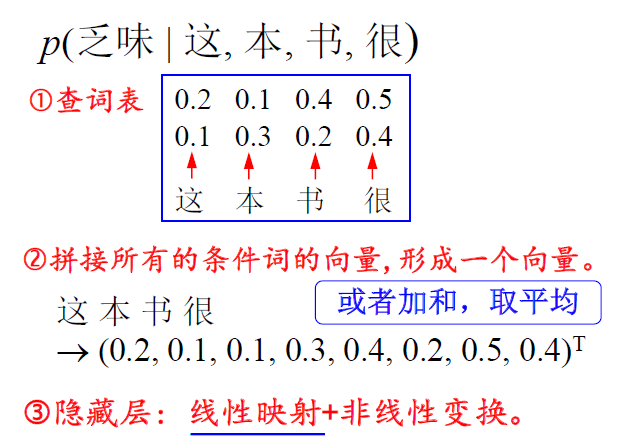 p(乏味 | 这, 本, 书, 很)
①查词表
0.2 0.1 0.4 0.5
0.1 0.3 0.2 0.4
这 本 书 很
②拼接所有的条件词的向量,形成一个向量。
这 本 书 很
或者加和，取平均
→ (0.2, 0.1, 0.1, 0.3, 0.4, 0.2, 0.5, 0.4)ᵀ
③隐藏层：线性映射+非线性变换。